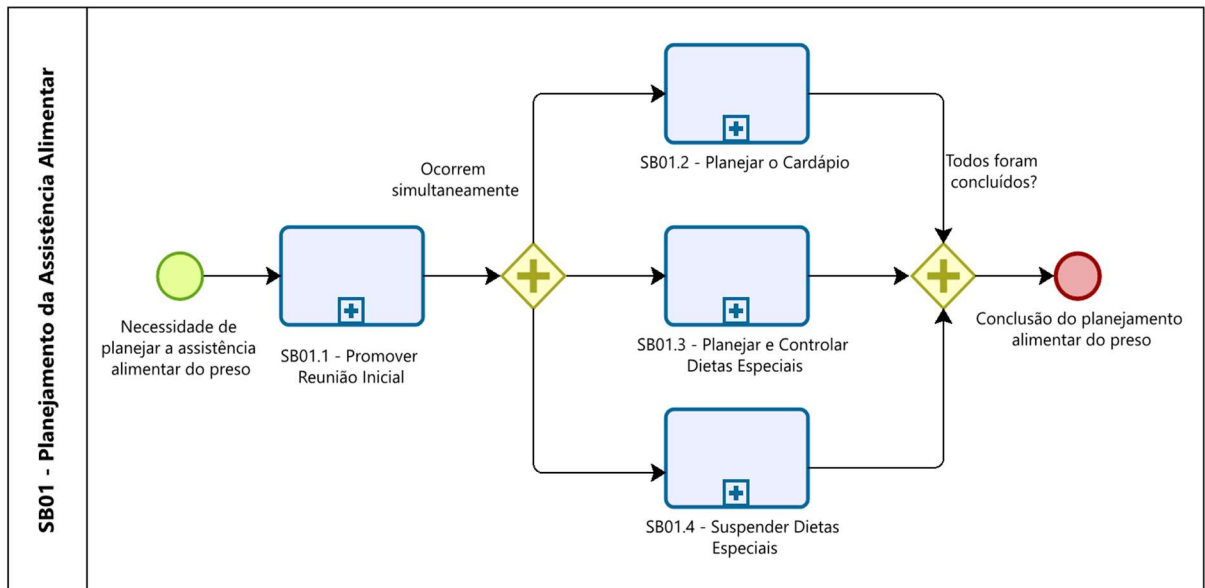 SB01 - Planejamento da Assistência Alimentar
Necessidade de
planejar a assistência
alimentar do preso
SB01.1 - Promover
Reunião Inicial
Ocorrem
simultaneamente
SB01.2 - Planejar o Cardápio
SB01.3 - Planejar e Controlar
Dietas Especiais
SB01.4 - Suspender Dietas
Especiais
Todos foram
concluídos?
Conclusão do planejamento
alimentar do preso